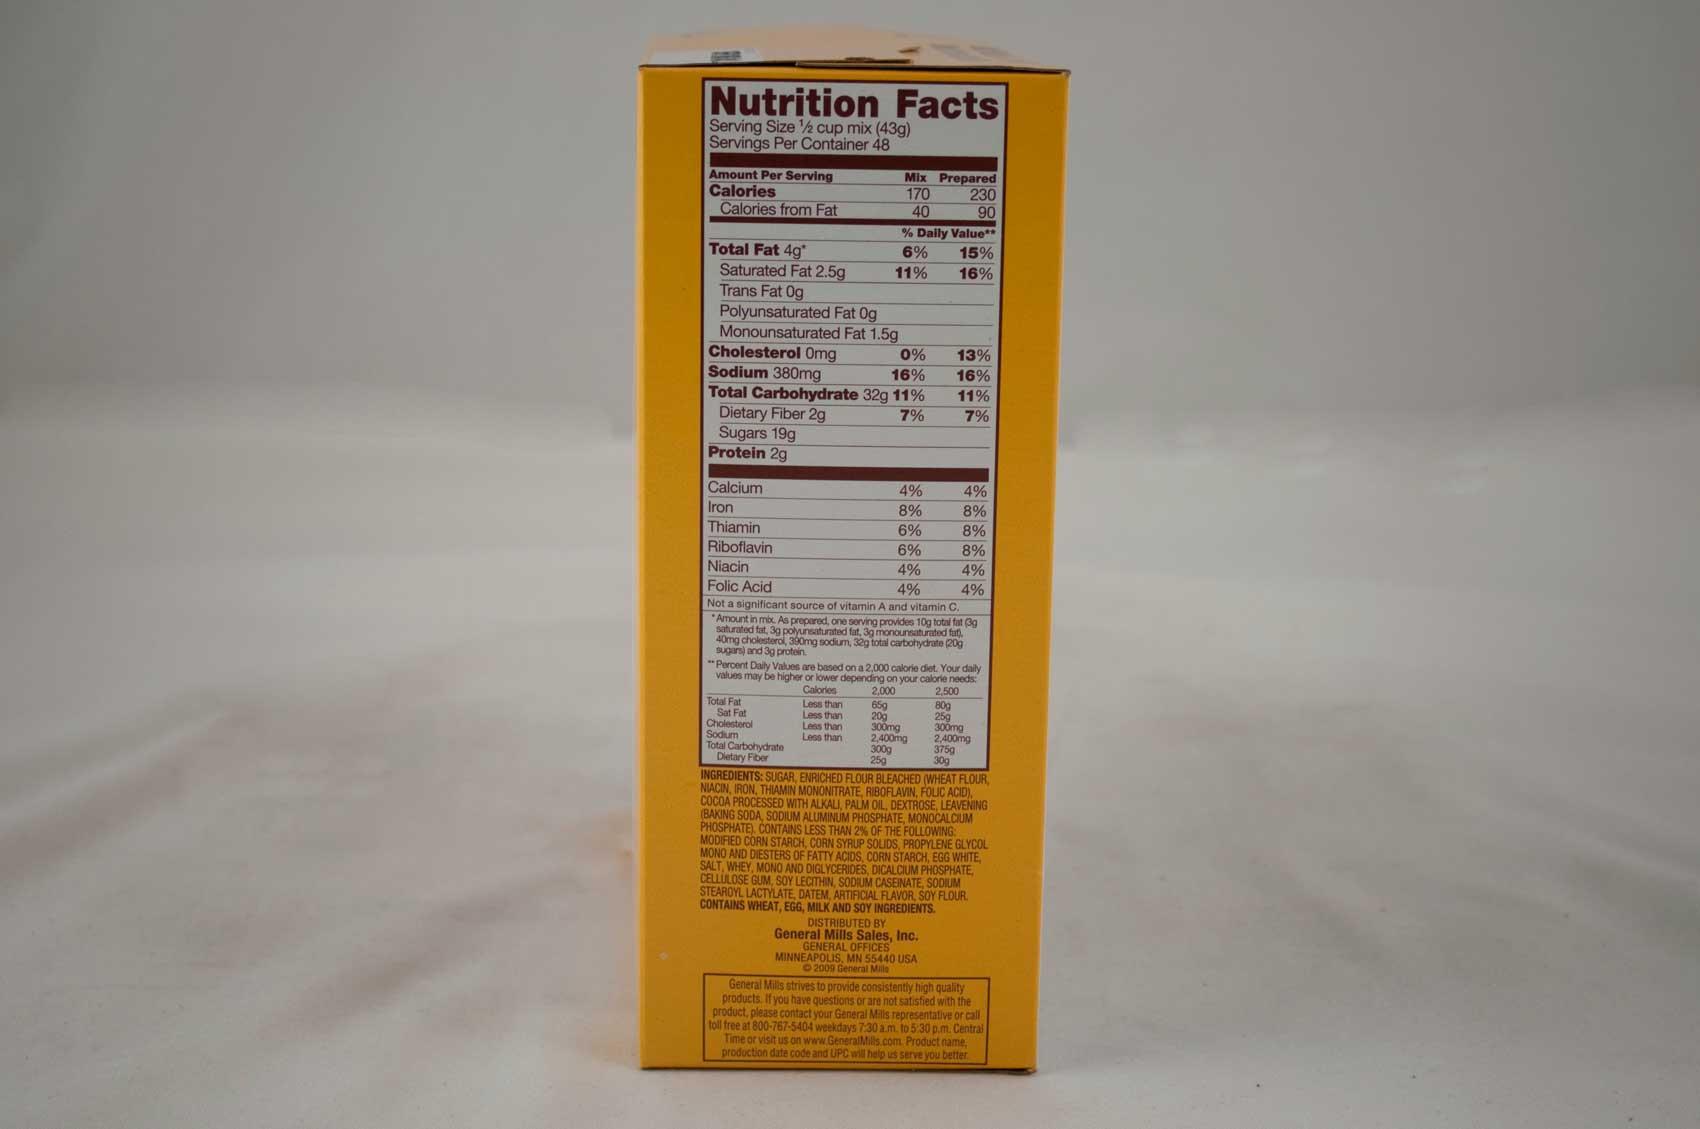 Nutrition Facts
Serving Size ½ cup mix (43g)
Servings Per Container 48
Amount Per Serving Mix Prepared
Calories 170 230
Calories from Fat 40 90
% Daily Value**
Total Fat 4g* 6% 15%
Saturated Fat 2.5g 11% 16%
Trans Fat 0g
Polyunsaturated Fat 0g
Monounsaturated Fat 1.5g
Cholesterol 0mg 0% 13%
Sodium 380mg 16% 16%
Total Carbohydrate 32g 11% 11%
Dietary Fiber 2g 7% 7%
Sugars 19g
Protein 2g
Calcium 4% 4%
Iron 8% 8%
Thiamin 6% 8%
Riboflavin 6% 8%
Niacin 4% 4%
Folic Acid 4% 4%
Not a significant source of vitamin A and vitamin C.
*Amount in mix. As prepared, one serving provides 10g total fat (3g
saturated fat, 3g polyunsaturated fat, 3g monounsaturated fat),
40mg cholesterol, 390mg sodium, 32g total carbohydrate (20g
sugars) and 3g protein.
**Percent Daily Values are based on a 2,000 calorie diet. Your daily
values may be higher or lower depending on your calorie needs:
Calories 2,000 2,500
Total Fat Less than 65g 80g
Sat Fat Less than 20g 25g
Cholesterol Less than 300mg 300mg
Sodium Less than 2,400mg 2,400mg
Total Carbohydrate 300g 375g
Dietary Fiber 25g 30g
INGREDIENTS: SUGAR, ENRICHED FLOUR BLEACHED (WHEAT FLOUR,
NIACIN, IRON, THIAMIN MONONITRATE, RIBOFLAVIN, FOLIC ACID),
COCOA PROCESSED WITH ALKALI, PALM OIL, DEXTROSE, LEAVENING
(BAKING SODA, SODIUM ALUMINUM PHOSPHATE, MONOCALCIUM
PHOSPHATE). CONTAINS LESS THAN 2% OF THE FOLLOWING:
MODIFIED CORN STARCH, CORN SYRUP SOLIDS, PROPYLENE GLYCOL
MONO AND DIESTERS OF FATTY ACIDS, CORN STARCH, EGG WHITE,
SALT, WHEY, MONO AND DIGLYCERIDES, DICALCIUM PHOSPHATE,
CELLULOSE GUM, SOY LECITHIN, SODIUM CASEINATE, SODIUM
STEAROYL LACTYLATE, DATEM, ARTIFICIAL FLAVOR, SOY FLOUR.
CONTAINS WHEAT, EGG, MILK AND SOY INGREDIENTS.
DISTRIBUTED BY
General Mills Sales, Inc.
GENERAL OFFICES
MINNEAPOLIS, MN 55440 USA
© 2009 General Mills
General Mills strives to provide consistently high quality
products. If you have questions or are not satisfied with the
product, please contact your General Mills representative or call
toll free at 800-767-5404 weekdays 7:30 a.m. to 5:30 p.m. Central
Time or visit us on www.GeneralMills.com. Product name,
production date code and UPC will help us serve you better.